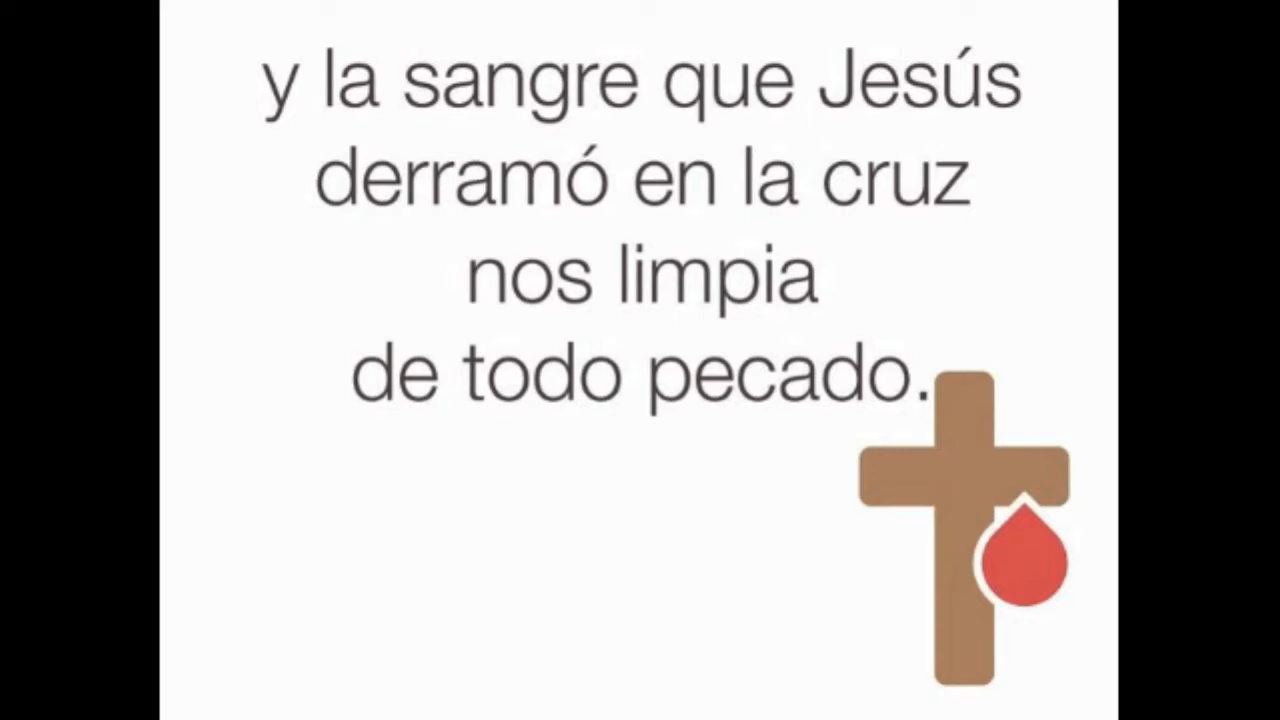 y la sangre que Jesús
derramó en la cruz
nos limpia
de todo pecado.